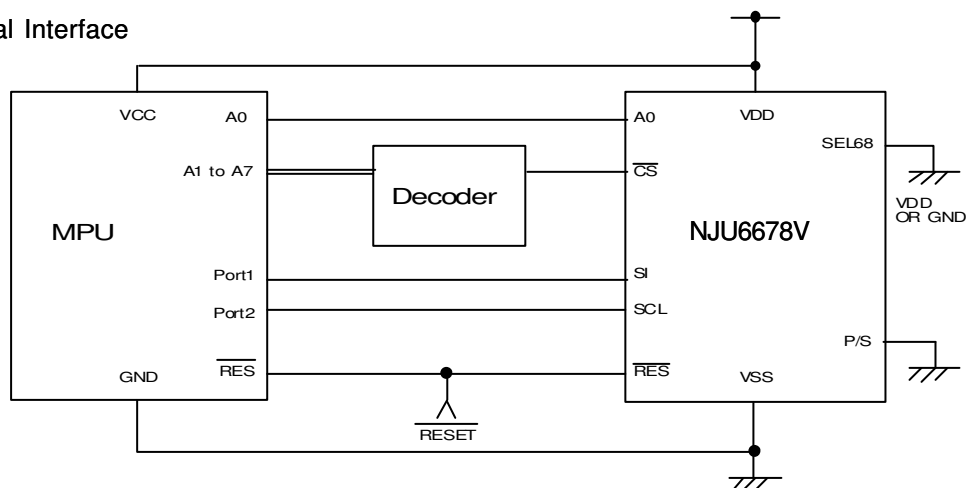 al Interface
VCC
A0
A0
VDD
SEL68
A1 to A7
Decoder
CS
VDD
OR GND
MPU
NJU6678V
Port1
SI
Port2
SCL
P/S
RES
RES
GND
VSS
RESET